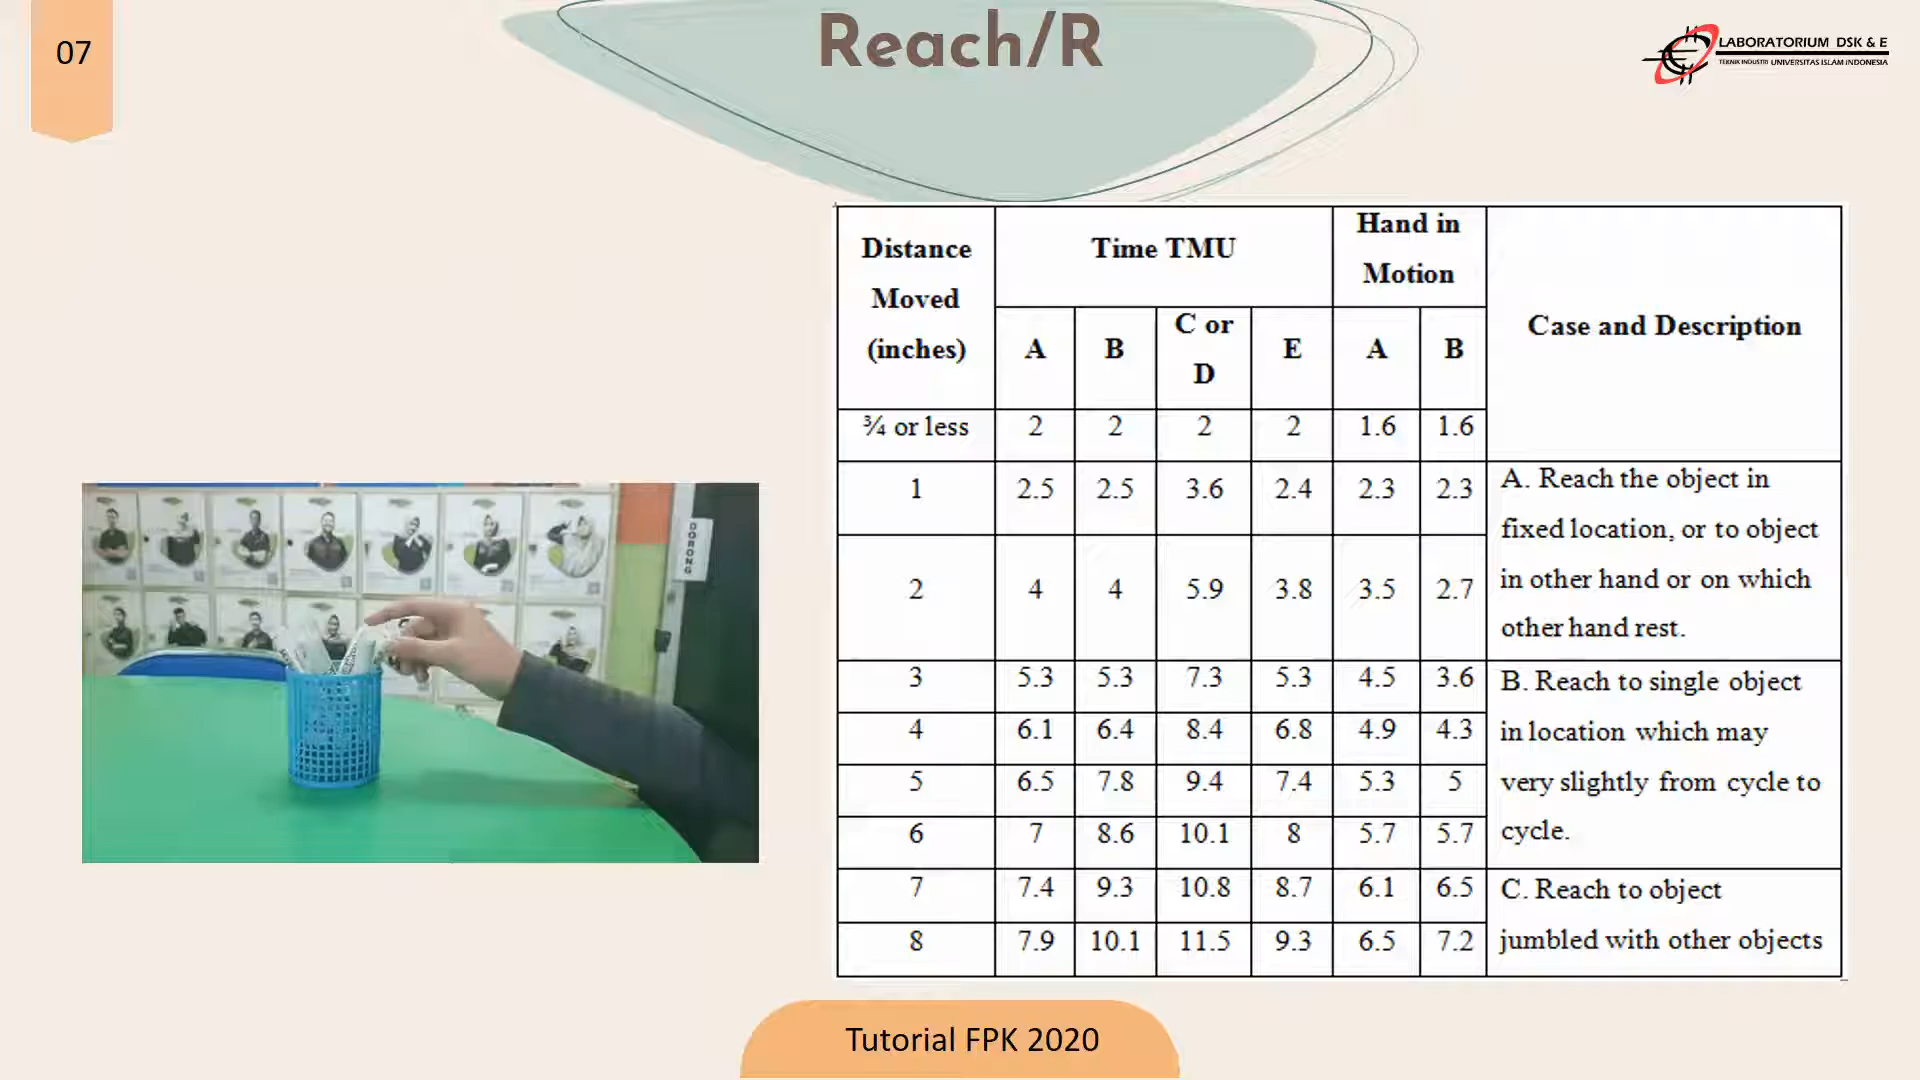 07
Reach/R
LABORATORIUM DSK & E
TEKNIK INDUSTRI UNIVERSITAS ISLAM INDONESIA
Distance Moved (inches) Time TMU Hand in Motion Case and Description
A B C or D E A B
¾ or less 2 2 2 2 1.6 1.6
1 2.5 2.5 3.6 2.4 2.3 2.3
2 4 4 5.9 3.8 3.5 2.7
A. Reach the object in
fixed location, or to object
in other hand or on which
other hand rest.
3 5.3 5.3 7.3 5.3 4.5 3.6
4 6.1 6.4 8.4 6.8 4.9 4.3
5 6.5 7.8 9.4 7.4 5.3 5
6 7 8.6 10.1 8 5.7 5.7
B. Reach to single object
in location which may
very slightly from cycle to
cycle.
7 7.4 9.3 10.8 8.7 6.1 6.5
8 7.9 10.1 11.5 9.3 6.5 7.2
C. Reach to object
jumbled with other objects
DORONG
Tutorial FPK 2020